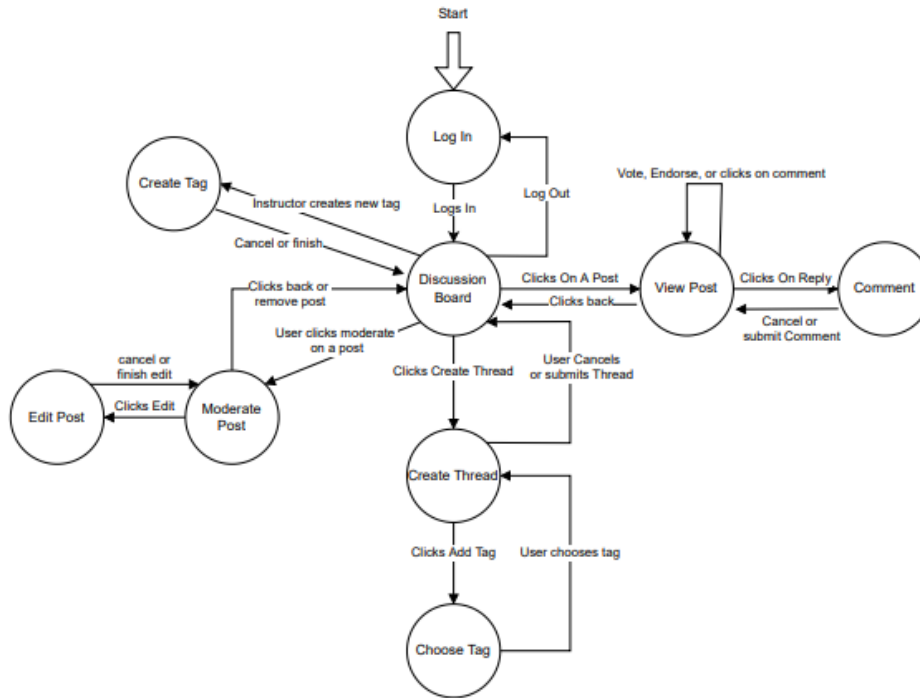 Start
Log In
Create Tag
Vote, Endorse, or clicks on comment
Instructor creates new tag
Logs In
Log Out
Cancel or finish
Discussion
Board
Clicks On A Post
View Post
Clicks On Reply
Comment
Clicks back or
remove post
Clicks back
Cancel or
submit Comment
User clicks moderate
on a post
User Cancels
or submits Thread
cancel or
finish edit
Clicks Create Thread
Edit Post
Clicks Edit
Moderate
Post
Create Thread
Clicks Add Tag
User chooses tag
Choose Tag